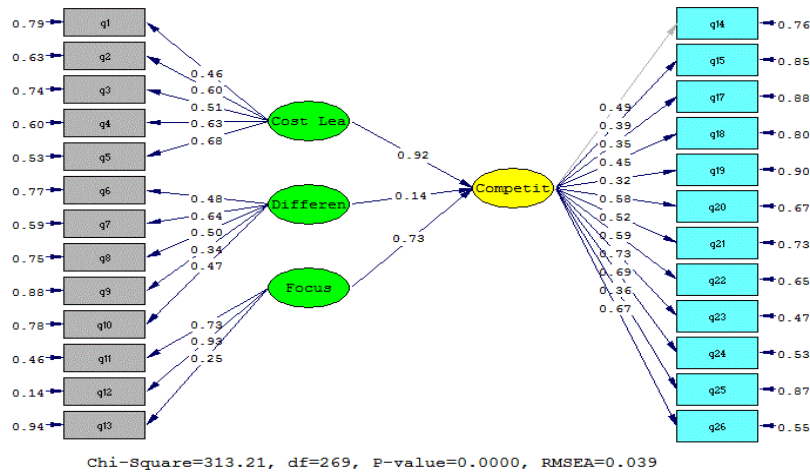 0.79 q1
0.63 q2
0.74 q3
0.60 q4
0.53 q5
0.77 q6
0.59 q7
0.75 q8
0.88 q9
0.78 q10
0.46 q11
0.14 q12
0.94 q13
0.46
0.60
0.51
0.63
0.68
0.48
0.64
0.50
0.34
0.47
0.73
0.93
0.25
Cost Lea
Differen
Focus
0.92
0.14
0.73
Competit
0.49
0.39
0.35
0.45
0.32
0.58
0.52
0.59
0.73
0.69
0.36
0.67
q14 0.76
q15 0.85
q17 0.88
q18 0.80
q19 0.90
q20 0.67
q21 0.73
q22 0.65
q23 0.47
q24 0.53
q25 0.87
q26 0.55
Chi-Square=313.21, df=269, P-value=0.0000, RMSEA=0.039